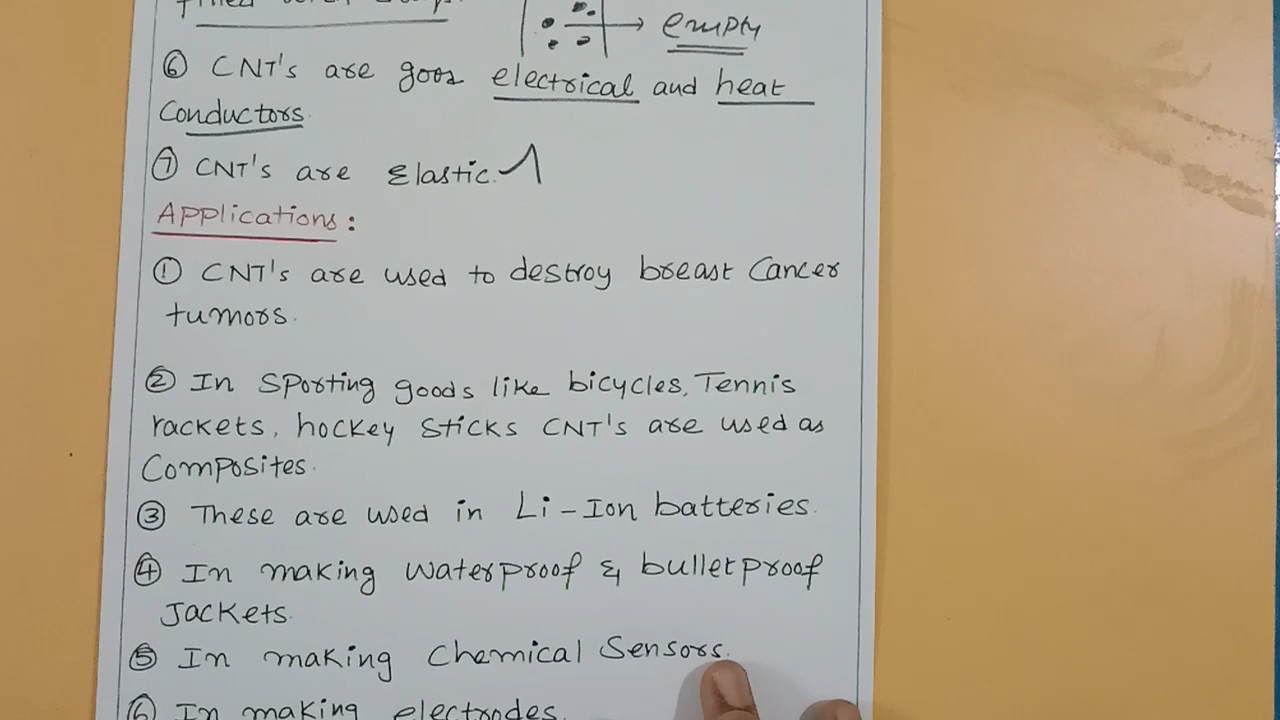 empty
⑥ CNT's are good electrical and heat
Conductors.
⑦ CNT's are Elastic.
Applications:
① CNT's are used to destroy breast Cancer
tumors.
② In Sporting goods like bicycles, Tennis
rackets, hockey Sticks CNT's are used as
Composites.
③ These are used in Li-Ion batteries.
④ In making waterproof & bulletproof
Jackets.
⑤ In making Chemical Sensors.
⑥ In making electrodes.